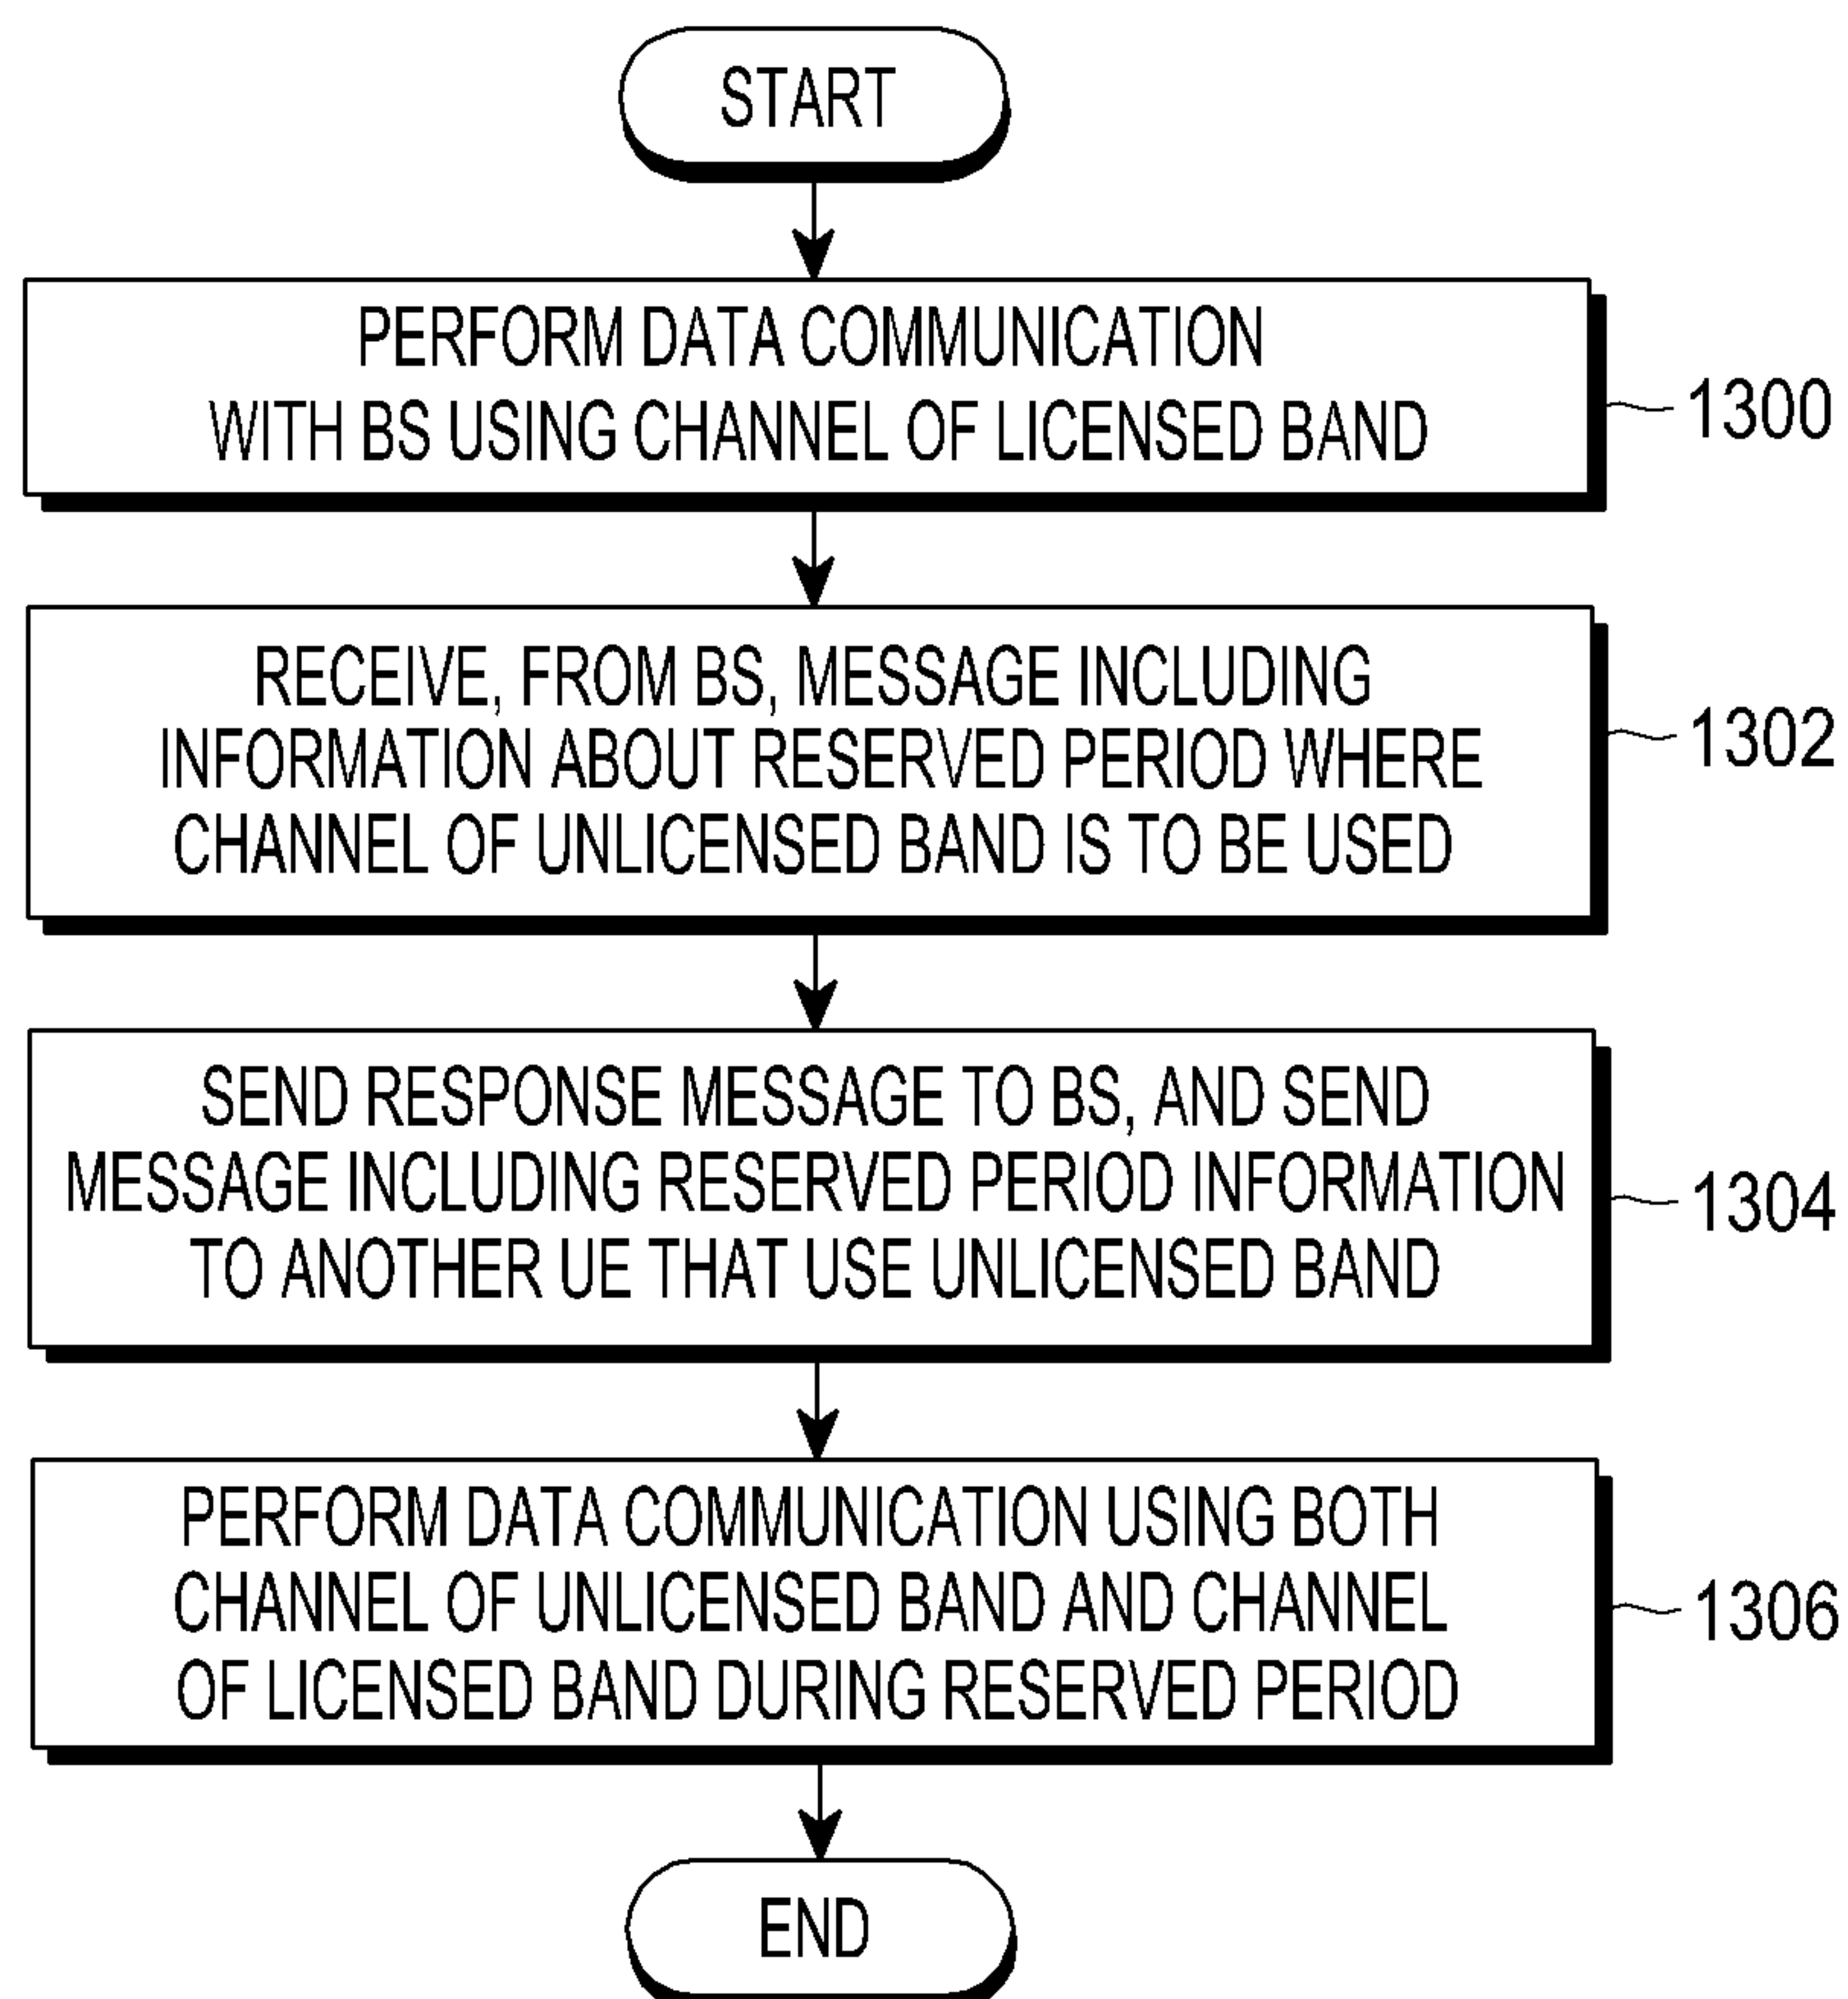 START
PERFORM DATA COMMUNICATION
WITH BS USING CHANNEL OF LICENSED BAND
1300
RECEIVE, FROM BS, MESSAGE INCLUDING
INFORMATION ABOUT RESERVED PERIOD WHERE
CHANNEL OF UNLICENSED BAND IS TO BE USED
1302
SEND RESPONSE MESSAGE TO BS, AND SEND
MESSAGE INCLUDING RESERVED PERIOD INFORMATION
TO ANOTHER UE THAT USE UNLICENSED BAND
1304
PERFORM DATA COMMUNICATION USING BOTH
CHANNEL OF UNLICENSED BAND AND CHANNEL
OF LICENSED BAND DURING RESERVED PERIOD
1306
END